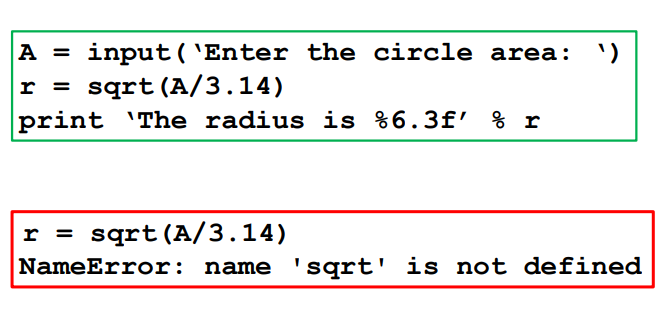 A = input(‘Enter the circle area: ‘)
r = sqrt(A/3.14)
print ‘The radius is %6.3f’ % r
r = sqrt(A/3.14)
NameError: name 'sqrt' is not defined